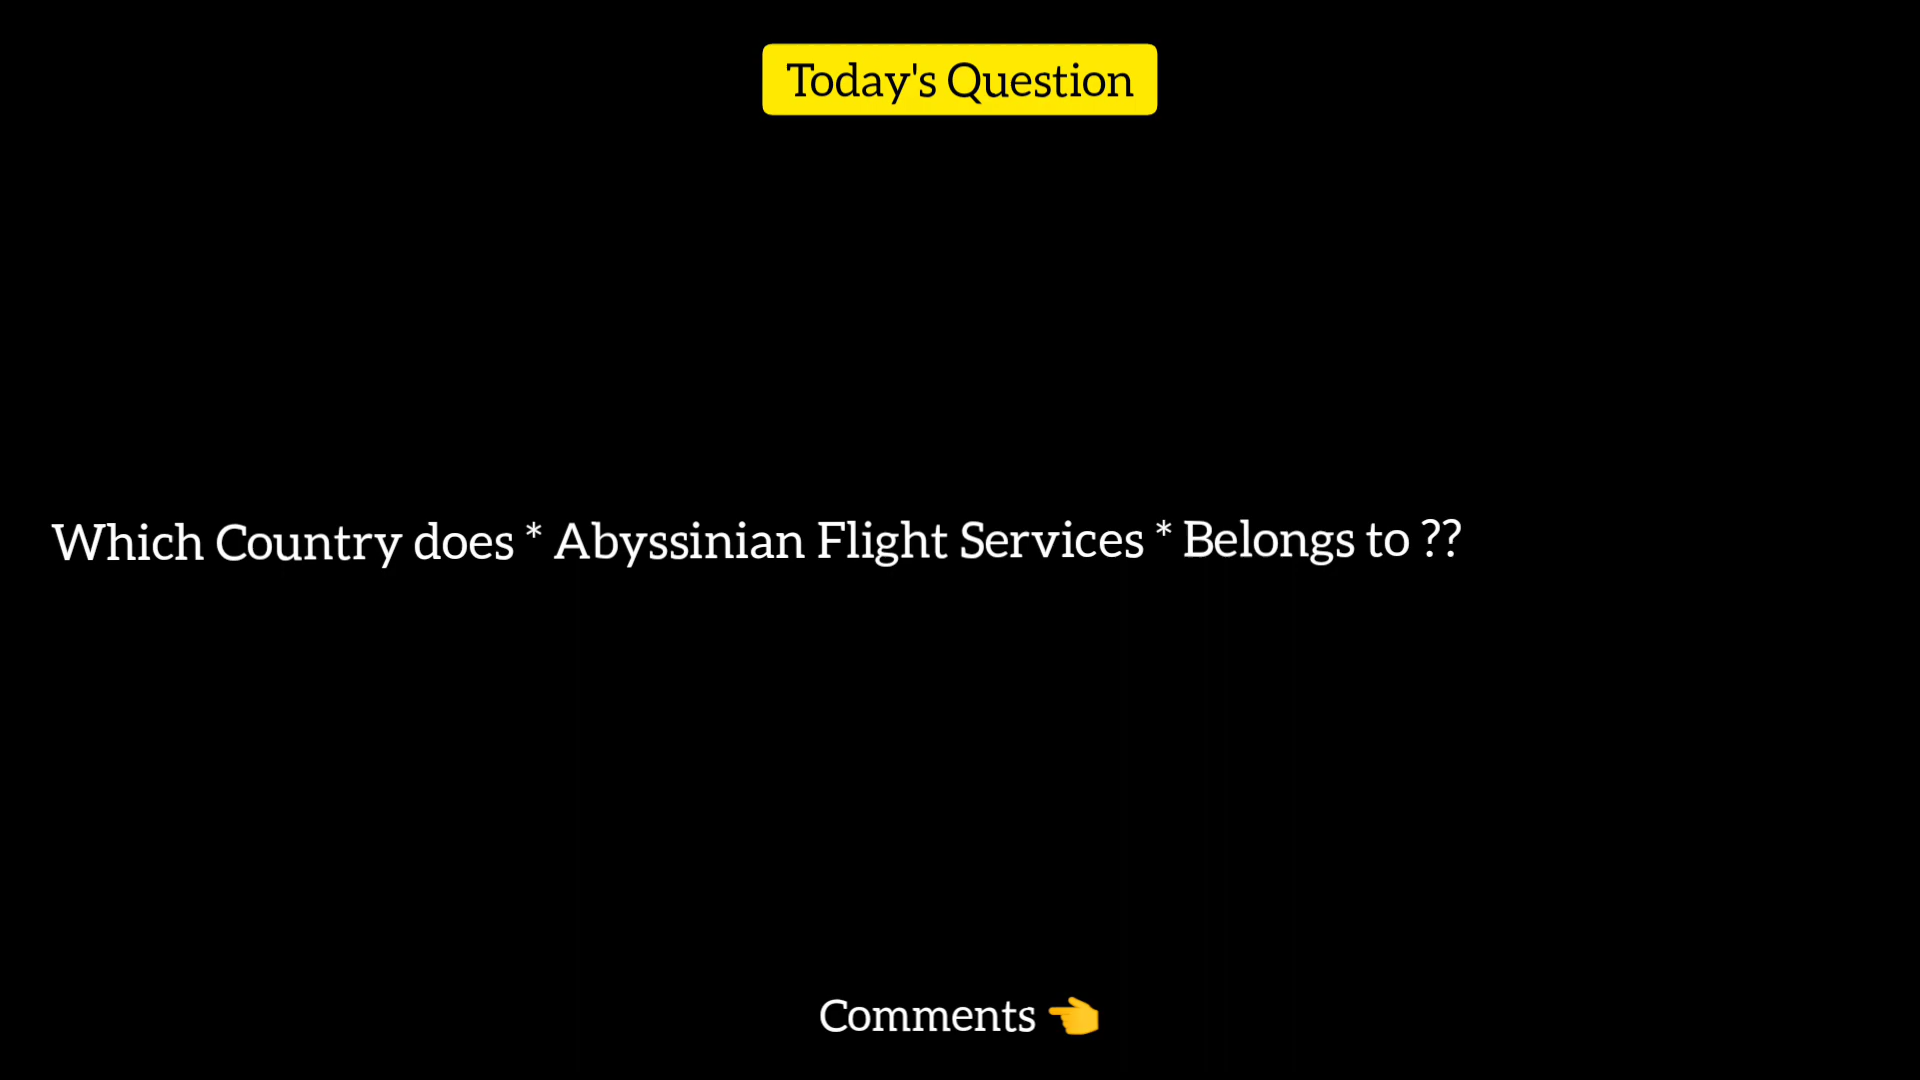 Today's Question
Which Country does * Abyssinian Flight Services * Belongs to ??
Comments 👈